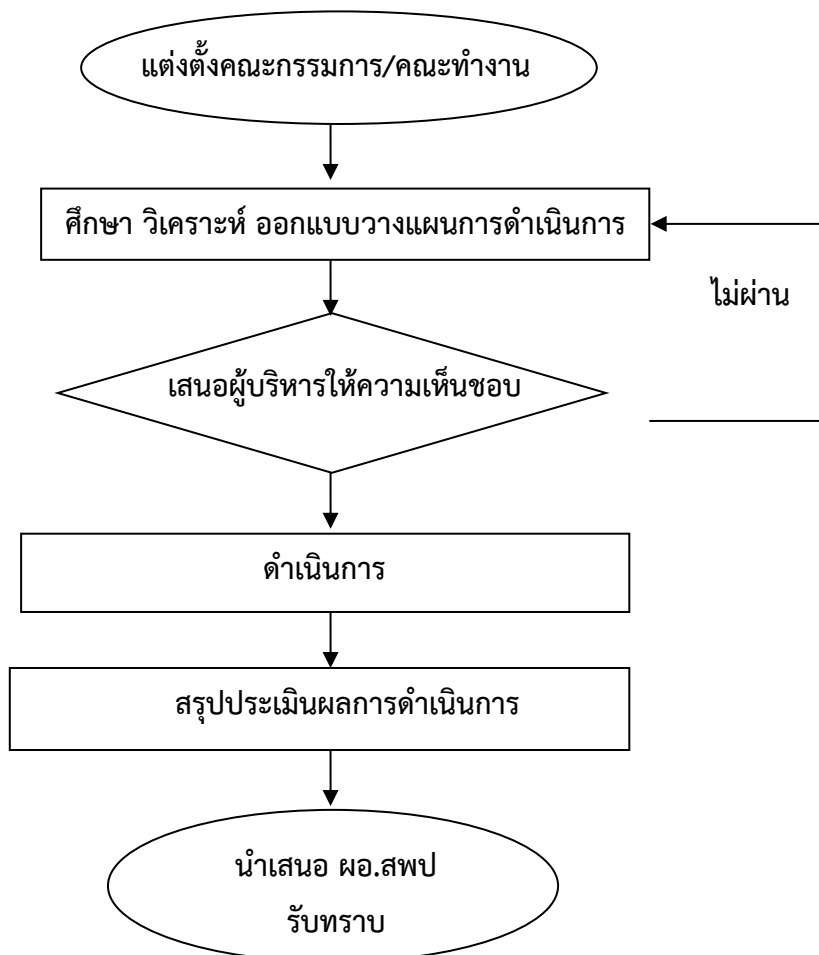 แต่งตั้งคณะกรรมการ/คณะทำงาน
ศึกษา วิเคราะห์ ออกแบบวางแผนการดำเนินการ
ไม่ผ่าน
เสนอผู้บริหารให้ความเห็นชอบ
ดำเนินการ
สรุปประเมินผลการดำเนินการ
นำเสนอ ผอ.สพป
รับทราบ